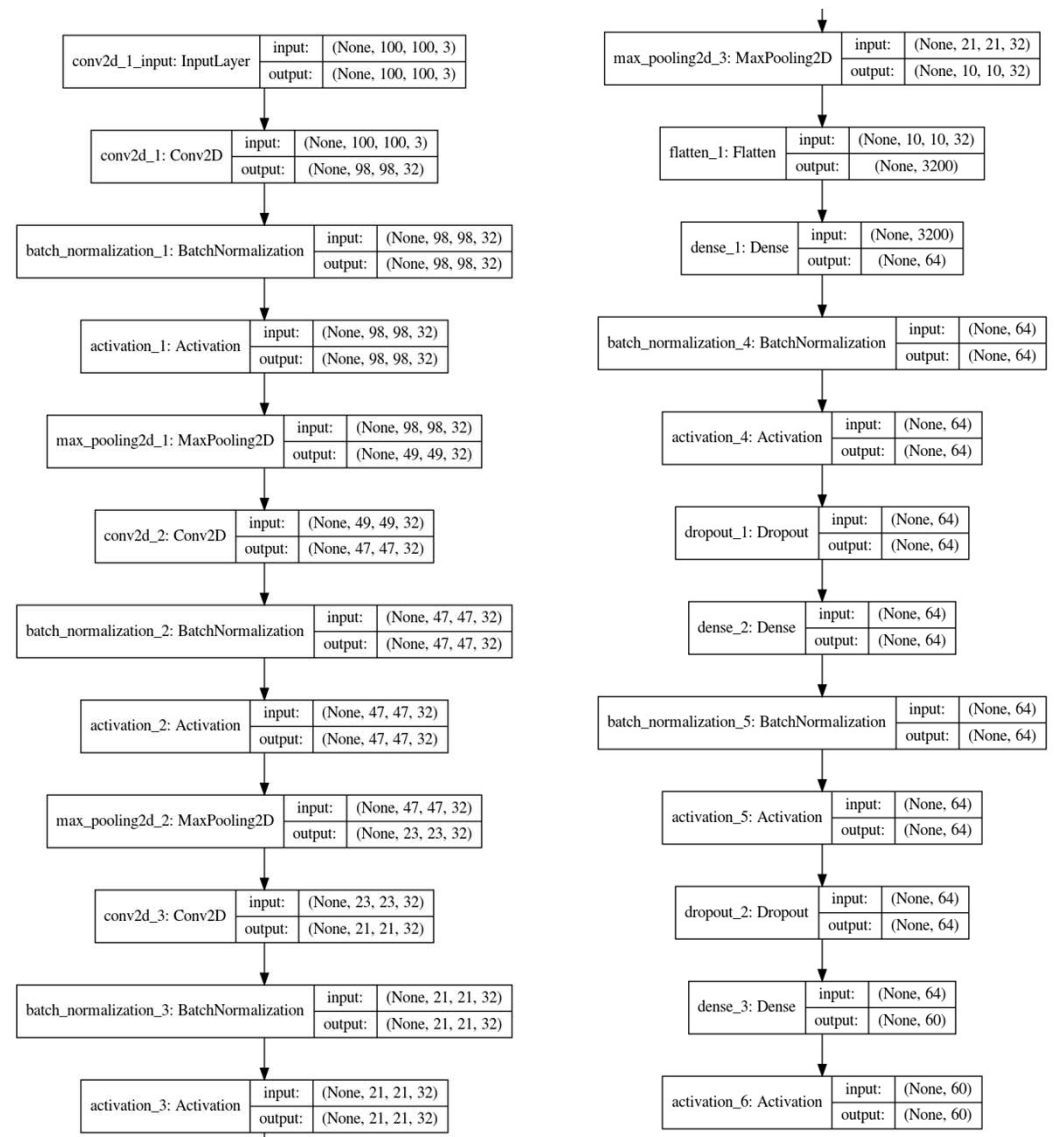 conv2d_1_input: InputLayer input: (None, 100, 100, 3)
output: (None, 100, 100, 3)
conv2d_1: Conv2D input: (None, 100, 100, 3)
output: (None, 98, 98, 32)
batch_normalization_1: BatchNormalization input: (None, 98, 98, 32)
output: (None, 98, 98, 32)
activation_1: Activation input: (None, 98, 98, 32)
output: (None, 98, 98, 32)
max_pooling2d_1: MaxPooling2D input: (None, 98, 98, 32)
output: (None, 49, 49, 32)
conv2d_2: Conv2D input: (None, 49, 49, 32)
output: (None, 47, 47, 32)
batch_normalization_2: BatchNormalization input: (None, 47, 47, 32)
output: (None, 47, 47, 32)
activation_2: Activation input: (None, 47, 47, 32)
output: (None, 47, 47, 32)
max_pooling2d_2: MaxPooling2D input: (None, 47, 47, 32)
output: (None, 23, 23, 32)
conv2d_3: Conv2D input: (None, 23, 23, 32)
output: (None, 21, 21, 32)
batch_normalization_3: BatchNormalization input: (None, 21, 21, 32)
output: (None, 21, 21, 32)
activation_3: Activation input: (None, 21, 21, 32)
output: (None, 21, 21, 32)
max_pooling2d_3: MaxPooling2D input: (None, 21, 21, 32)
output: (None, 10, 10, 32)
flatten_1: Flatten input: (None, 10, 10, 32)
output: (None, 3200)
dense_1: Dense input: (None, 3200)
output: (None, 64)
batch_normalization_4: BatchNormalization input: (None, 64)
output: (None, 64)
activation_4: Activation input: (None, 64)
output: (None, 64)
dropout_1: Dropout input: (None, 64)
output: (None, 64)
dense_2: Dense input: (None, 64)
output: (None, 64)
batch_normalization_5: BatchNormalization input: (None, 64)
output: (None, 64)
activation_5: Activation input: (None, 64)
output: (None, 64)
dropout_2: Dropout input: (None, 64)
output: (None, 64)
dense_3: Dense input: (None, 64)
output: (None, 60)
activation_6: Activation input: (None, 60)
output: (None, 60)